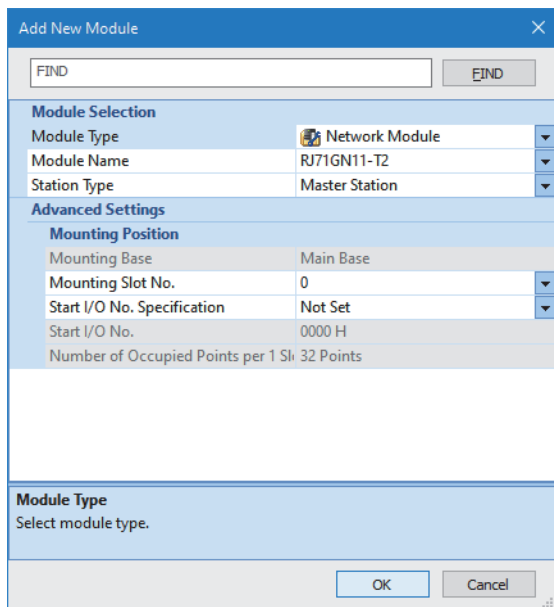 Add New Module
FIND
FIND
Module Selection
Module Type Network Module
Module Name RJ71GN11-T2
Station Type Master Station
Advanced Settings
Mounting Position
Mounting Base Main Base
Mounting Slot No. 0
Start I/O No. Specification Not Set
Start I/O No. 0000 H
Number of Occupied Points per 1 Sl 32 Points
Module Type
Select module type.
OK Cancel